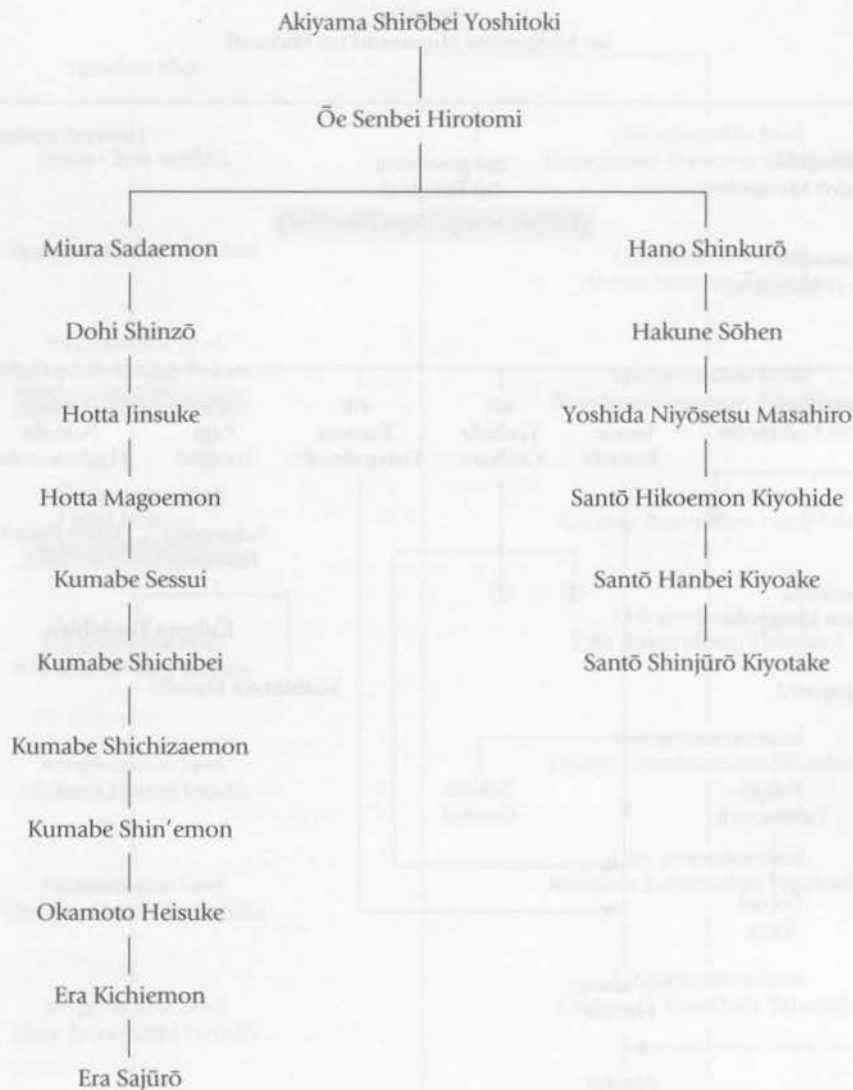 Akiyama Shirōbei Yoshitoki
Ōe Senbei Hirotomi
Miura Sadaemon
Hano Shinkurō
Dohi Shinzō
Hakune Sōhen
Hotta Jinsuke
Yoshida Niyōsetsu Masahiro
Hotta Magoemon
Santō Hikoemon Kiyohide
Kumabe Sessui
Santō Hanbei Kiyoake
Kumabe Shichibei
Santō Shinjūrō Kiyotake
Kumabe Shichizaemon
Kumabe Shin'emon
Okamoto Heisuke
Era Kichiemon
Era Sajūrō